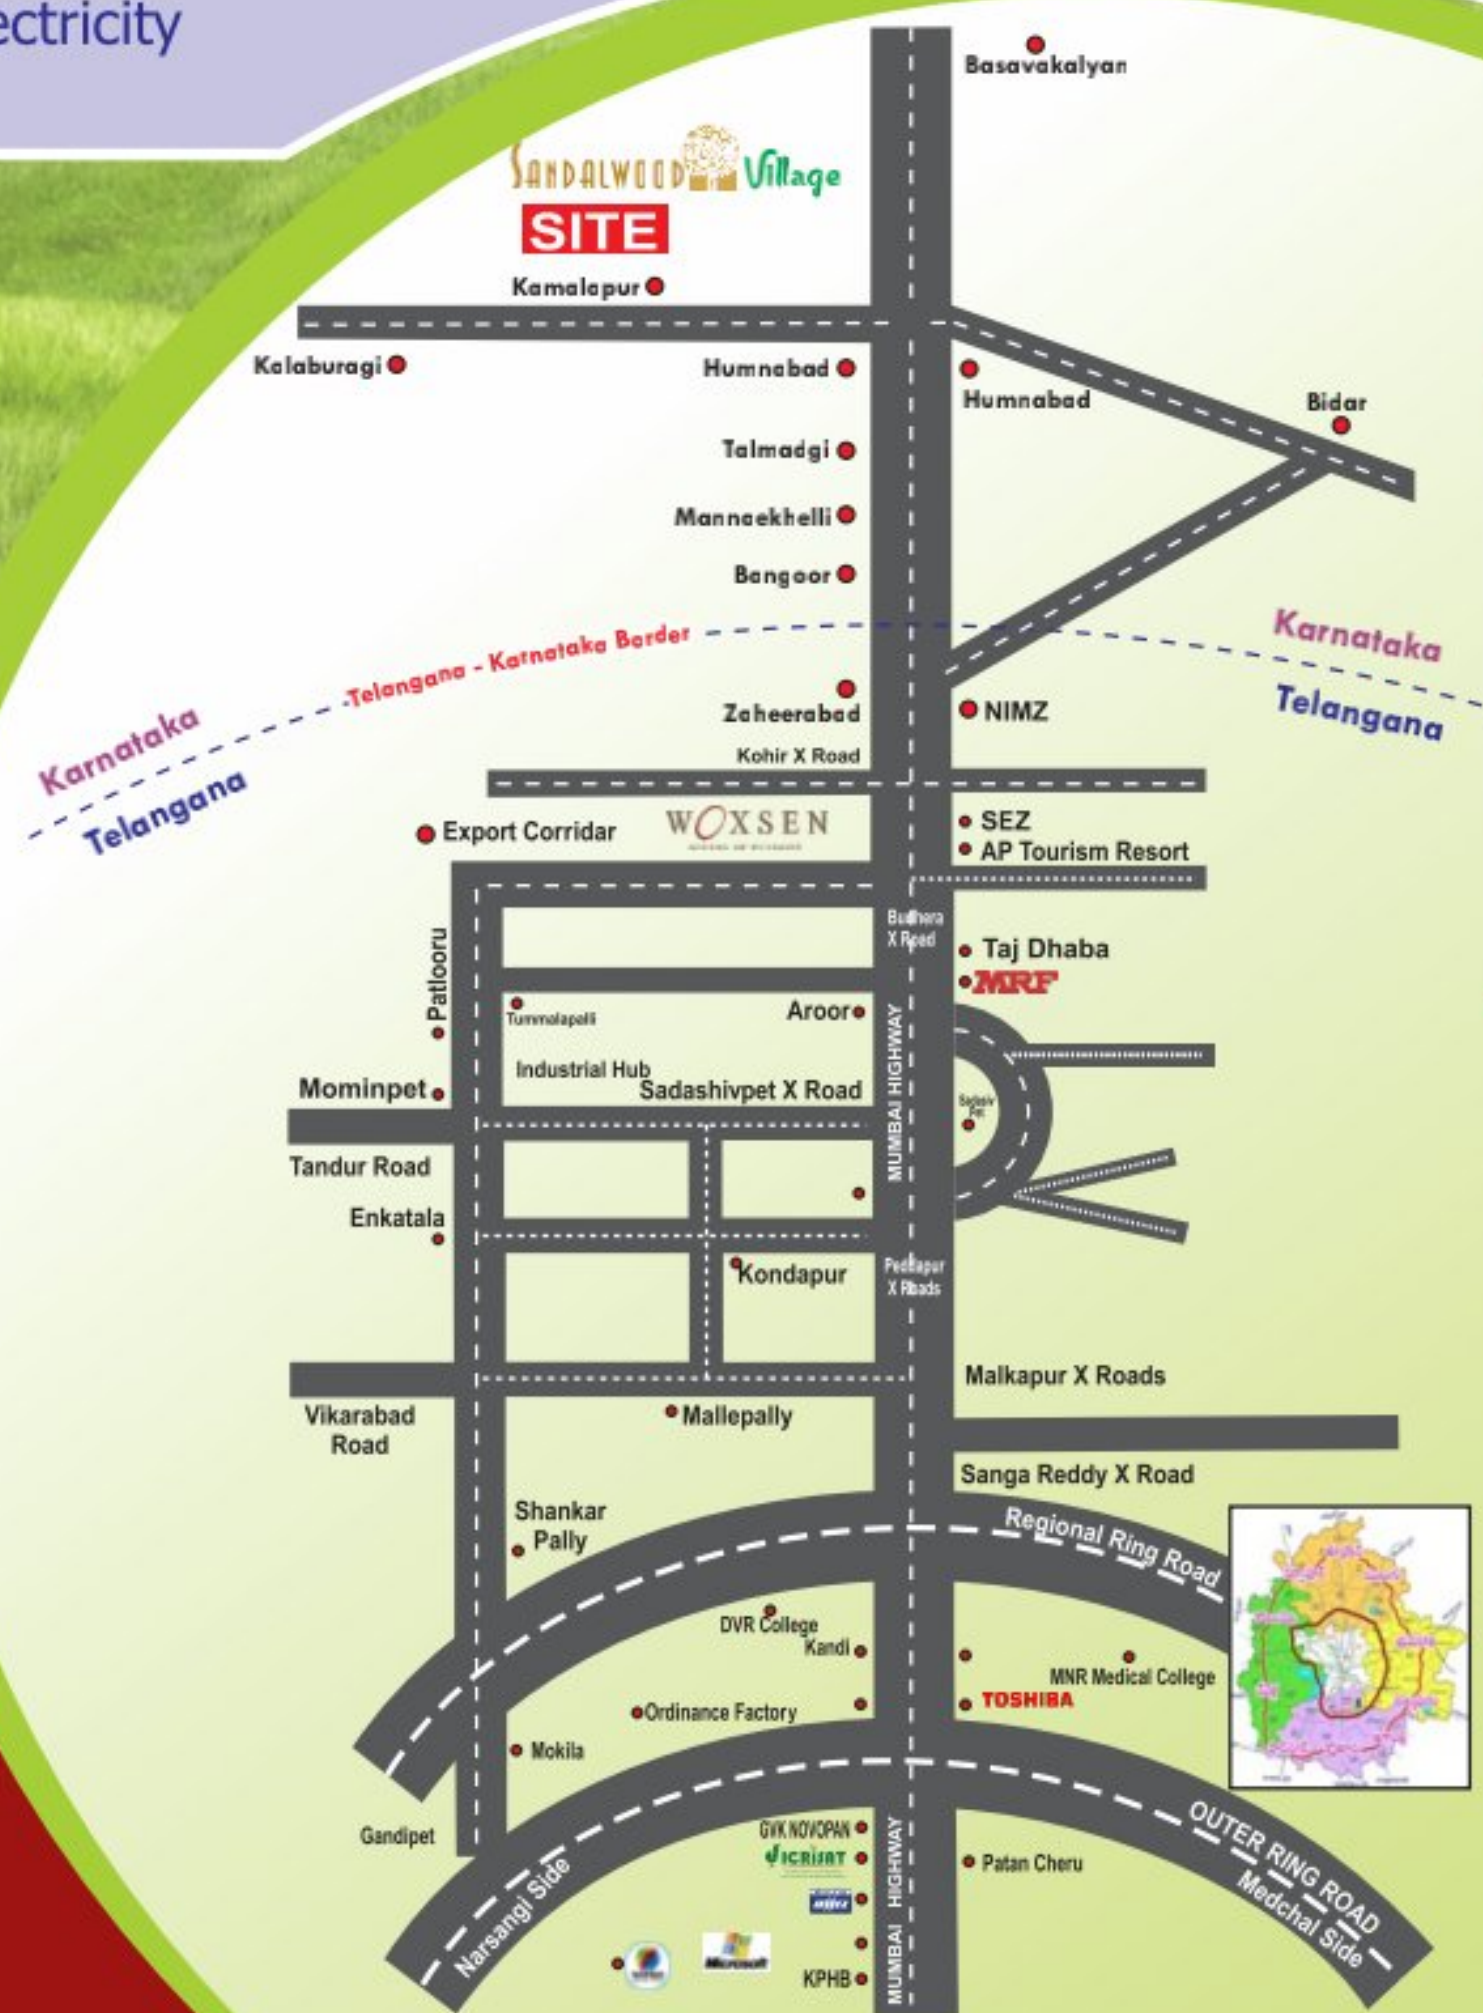 ectricity
Basavakalyan
SANDALWOOD Village
SITE
Kamalapur
Kalaburagi
Humnabad
Humnabad
Bidar
Talmadgi
Mannaekhelli
Bangoor
Telangana - Karnataka Border
Karnataka
Telangana
Karnataka
Telangana
Zaheerabad
NIMZ
Kohir X Road
Export Corridar
WOXSEN
SEZ
AP Tourism Resort
Budhera
X Road
Patlooru
Taj Dhaba
MRF
Tummalapalli
Aroor
MUMBAI HIGHWAY
Industrial Hub
Sadashivpet X Road
Sadasiv
Pet
Mominpet
Tandur Road
Enkatala
Kondapur
Peddapur
X Roads
Malkapur X Roads
Vikarabad
Road
Mallepally
Sanga Reddy X Road
Shankar
Pally
Regional Ring Road
DVR College
Kandi
MNR Medical College
TOSHIBA
Ordinance Factory
Mokila
Gandipet
GVK NOVOPAN
ICRISAT
Patan Cheru
OUTER RING ROAD
Medchal Side
Narsangi Side
Microsoft
KPHB
MUMBAI HIGHWAY